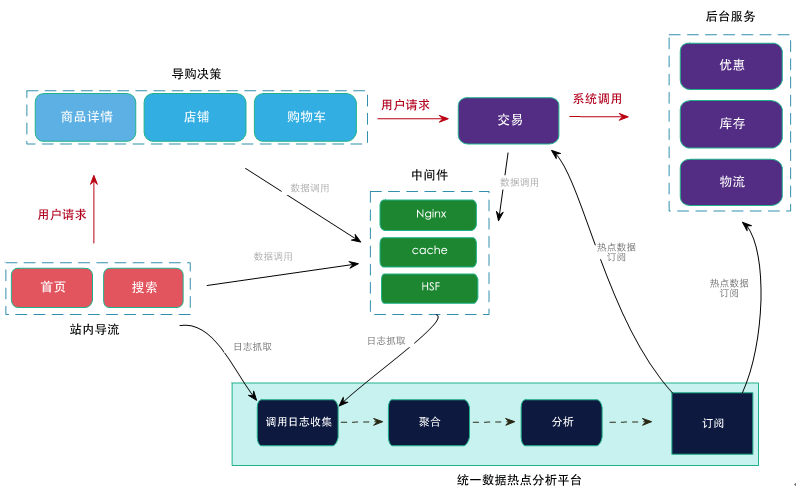 后台服务
导购决策
商品详情
店铺
购物车
用户请求
交易
系统调用
优惠
库存
物流
中间件
数据调用
数据调用
用户请求
Nginx
cache
HSF
数据调用
首页
搜索
站内导流
热点数据
订阅
热点数据
订阅
日志抓取
日志抓取
调用日志收集
聚合
分析
订阅
统一数据热点分析平台